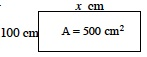 x cm
100 cm
A = 500 cm²